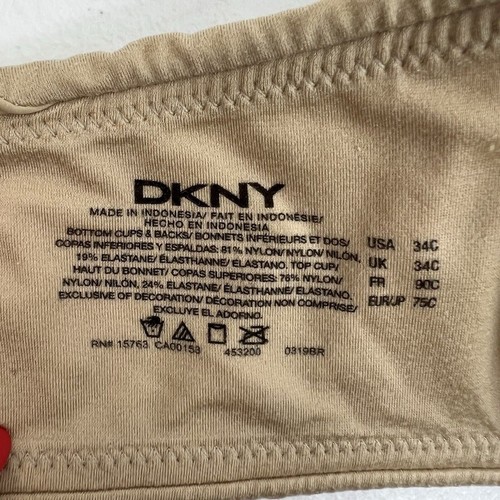 DKNY
MADE IN INDONESIA/ FAIT EN INDONESIE/
HECHO EN INDONESIA
BOTTOM CUPS & BACKS/ BONNETS INFERIEURS ET DOS/
COPAS INFERIORES Y ESPALDAS: 81% NYLON/ NYLON/ NILÓN,
19% ELASTANE/ ÉLASTHANNE/ ELASTANO. TOP CUP/
HAUT DU BONNET/ COPAS SUPERIORES: 76% NYLON/
NYLON/ NILÓN, 24% ELASTANE/ ÉLASTHANNE/ ELASTANO.
EXCLUSIVE OF DECORATION/ DÉCORATION NON COMPRISE/
EXCLUYE EL ADORNO.
USA 34C
UK 34C
FR 90C
EUR/JP 75C
RN# 15763 CA00153 453200 0319BR